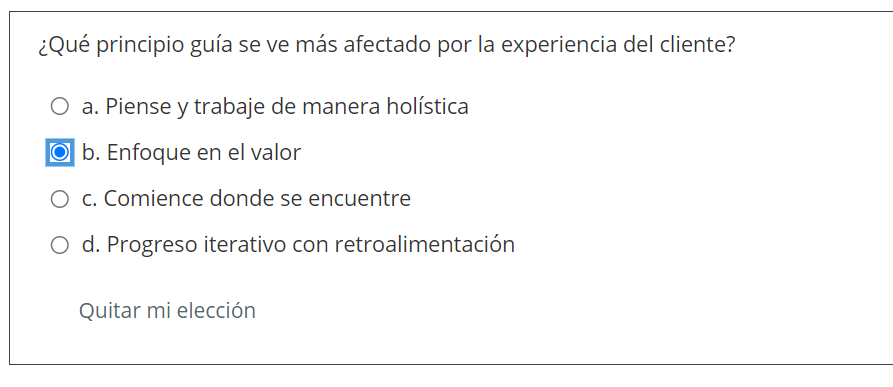 ¿Qué principio guía se ve más afectado por la experiencia del cliente?
a. Piense y trabaje de manera holística
b. Enfoque en el valor
c. Comience donde se encuentre
d. Progreso iterativo con retroalimentación
Quitar mi elección